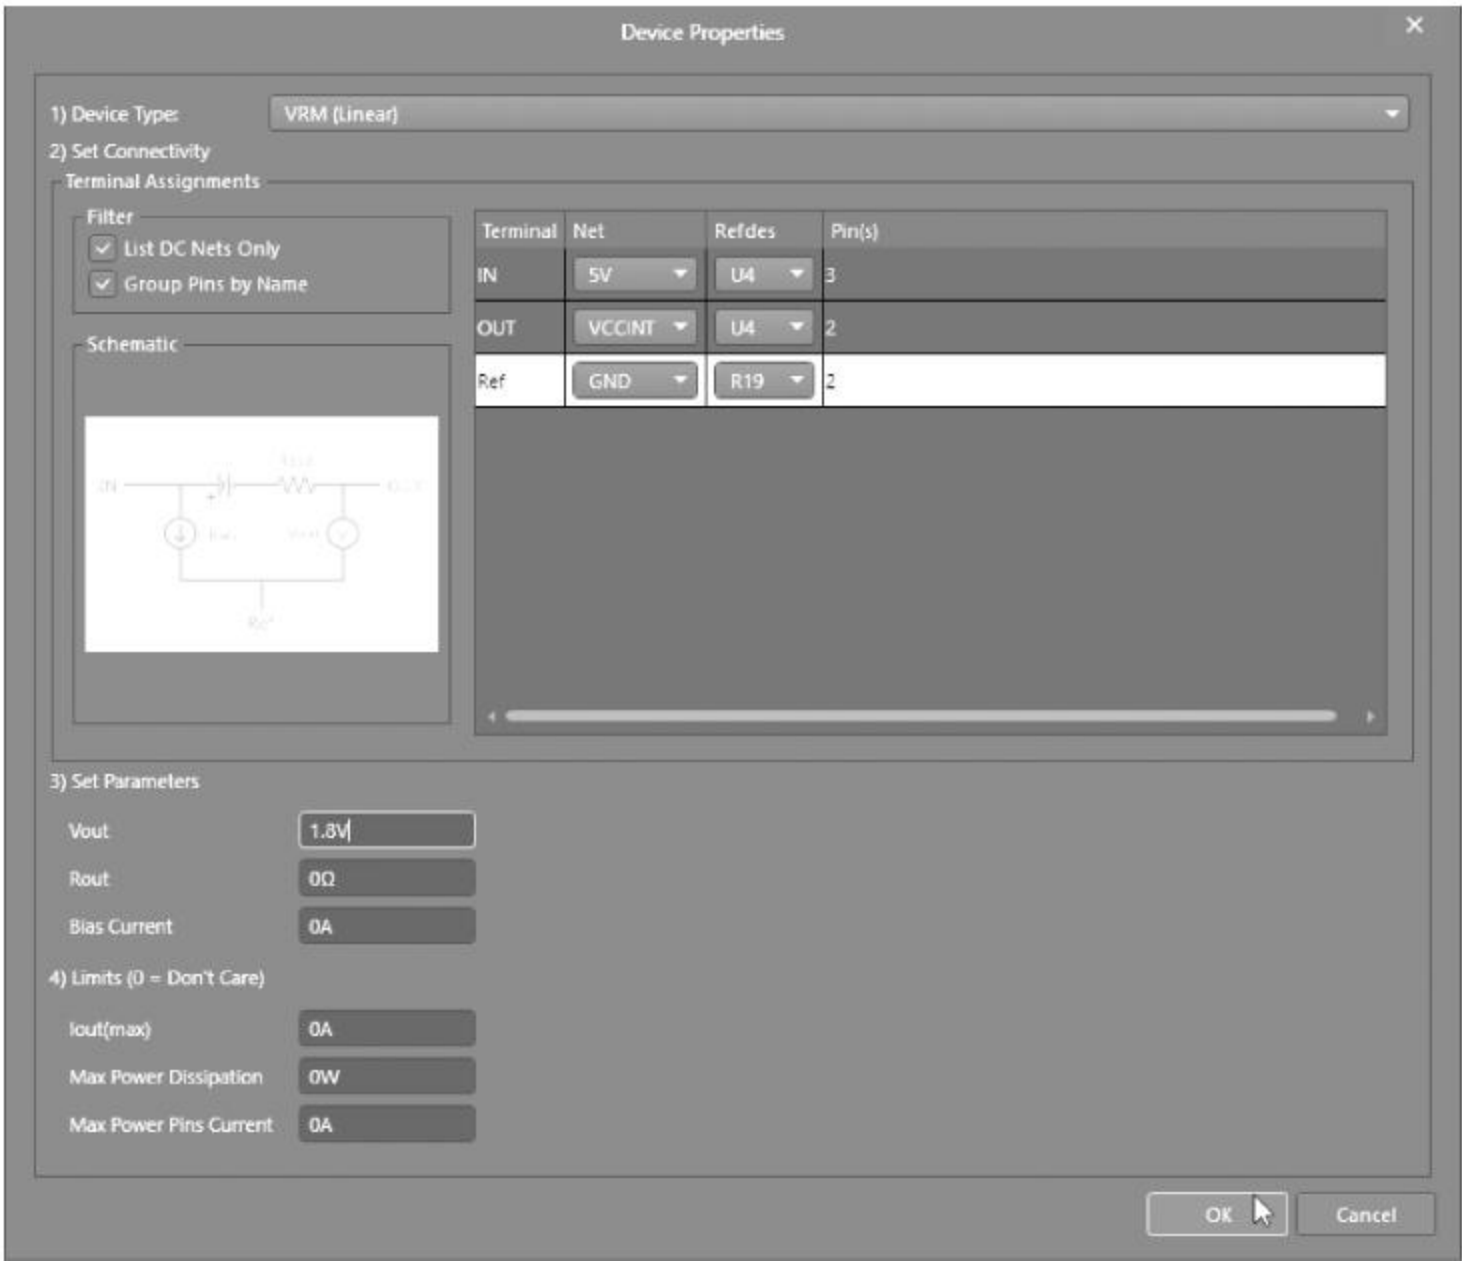 Device Properties
1) Device Type: VRM (Linear)
2) Set Connectivity
Terminal Assignments
Filter
List DC Nets Only
Group Pins by Name
Schematic
IN
Ref
Terminal Net Refdes Pin(s)
IN 5V U4 3
OUT VCCINT U4 2
Ref GND R19 2
3) Set Parameters
Vout 1.8V
Rout 0Ω
Bias Current 0A
4) Limits (0 = Don't Care)
Iout(max) 0A
Max Power Dissipation 0W
Max Power Pins Current 0A
OK Cancel